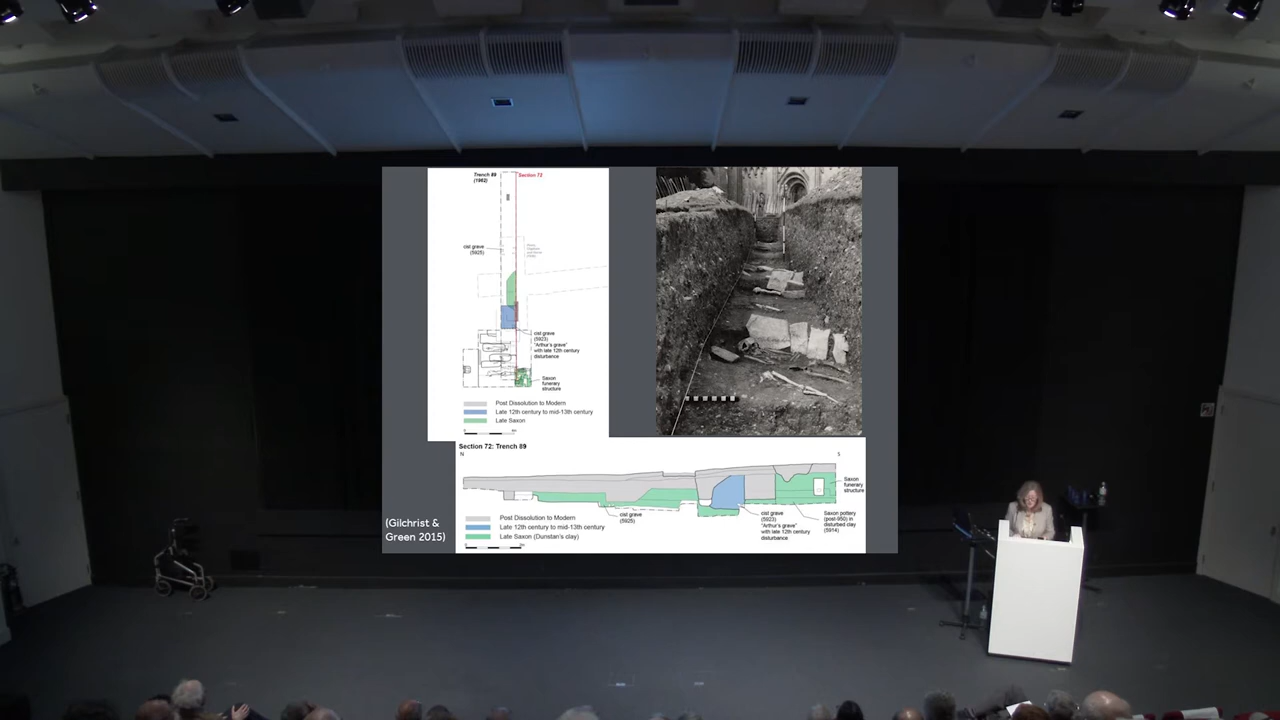 Trench 89
(1962)
Section 72
cist grave
(5925)
cist grave
(5923)
"Arthur's grave"
with late 12th century
disturbance
Saxon
funerary
structure
Post Dissolution to Modern
Late 12th century to mid-13th century
Late Saxon
Section 72: Trench 89
N
S
Saxon
funerary
structure
cist grave
(5925)
cist grave
(5923)
"Arthur's grave"
with late 12th century
disturbance
Saxon pottery
(post-950) in
disturbed clay
(5914)
Post Dissolution to Modern
Late 12th century to mid-13th century
Late Saxon (Dunstan's clay)
(Gilchrist &
Green 2015)